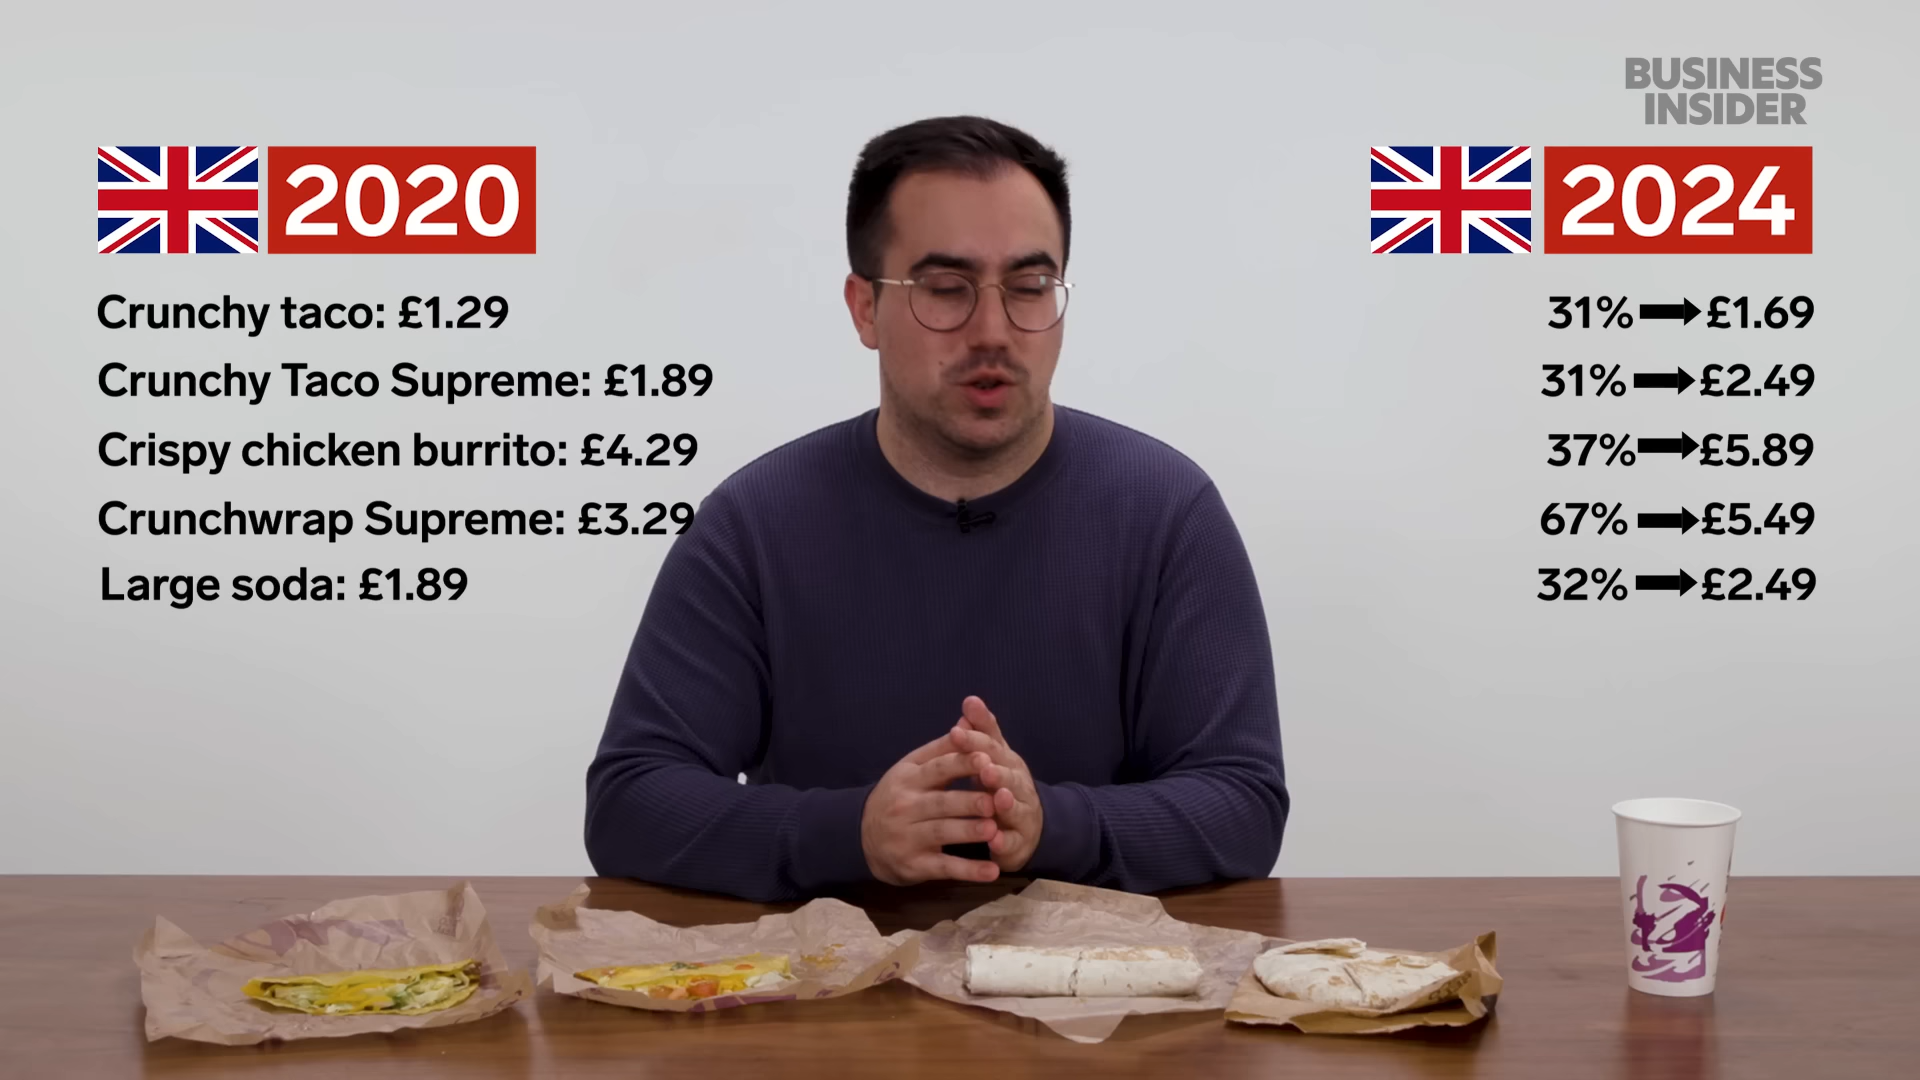 BUSINESS
INSIDER
2020
2024
Crunchy taco: £1.29
31% ➡ £1.69
Crunchy Taco Supreme: £1.89
31% ➡ £2.49
Crispy chicken burrito: £4.29
37% ➡ £5.89
Crunchwrap Supreme: £3.29
67% ➡ £5.49
Large soda: £1.89
32% ➡ £2.49